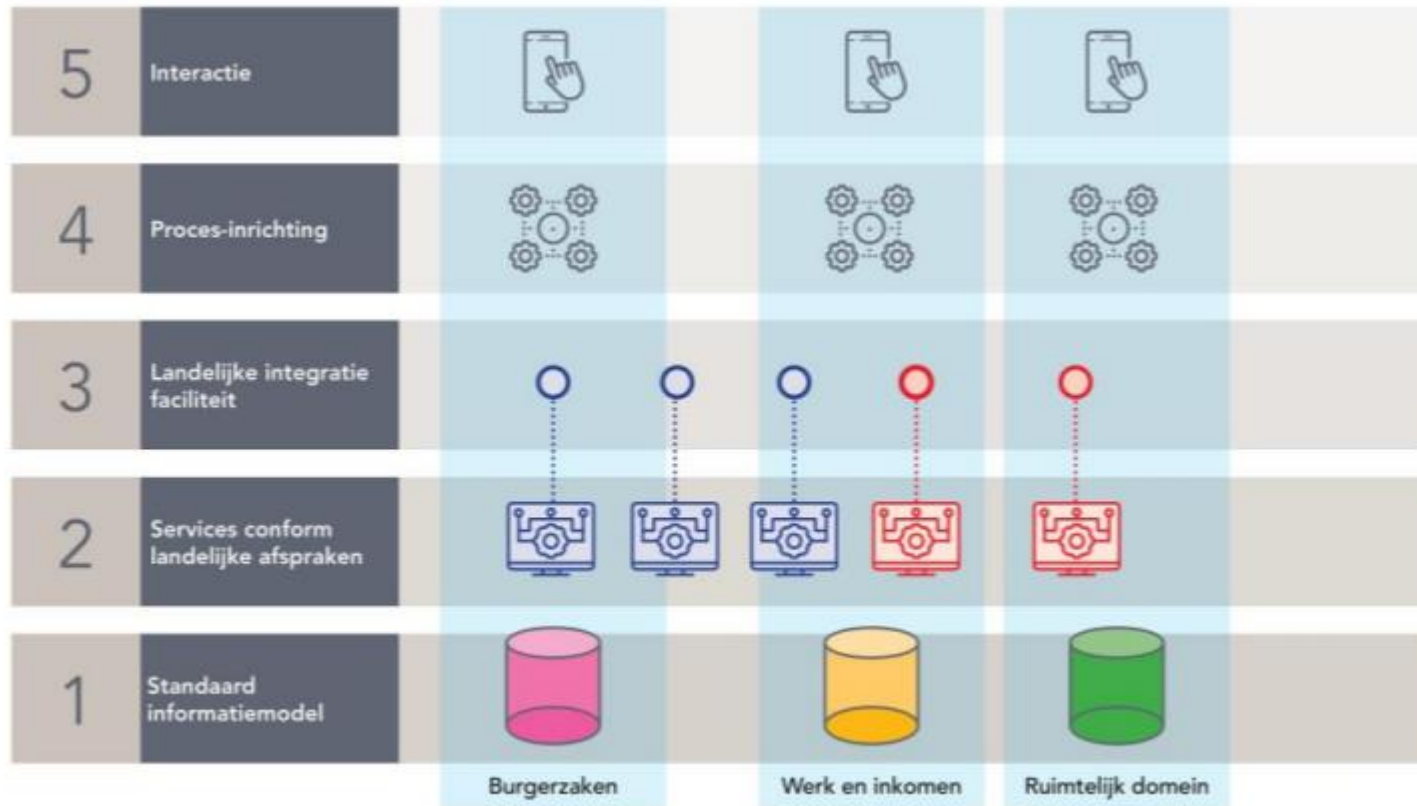 5
Interactie
4
Proces-inrichting
3
Landelijke integratie
faciliteit
2
Services conform
landelijke afspraken
1
Standaard
informatiemodel
Burgerzaken
Werk en inkomen
Ruimtelijk domein